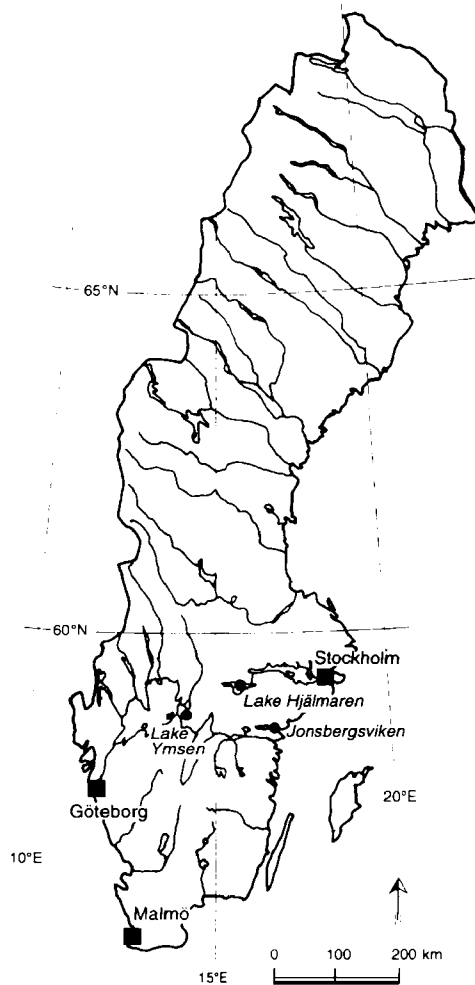 65°N
60°N
Stockholm
Lake Hjälmaren
Lake
Ymsen
Jonsbergsviken
Göteborg
20°E
10°E
Malmö
0 100 200 km
15°E